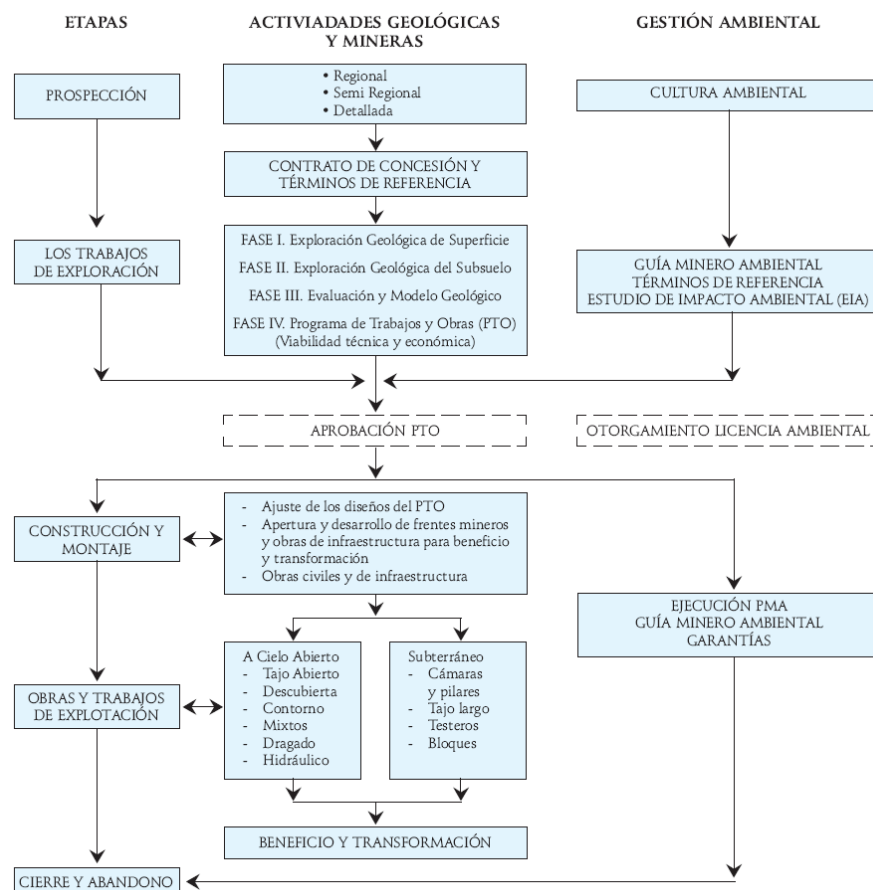 ETAPAS
ACTIVIADADES GEOLÓGICAS
Y MINERAS
GESTIÓN AMBIENTAL
PROSPECCIÓN
• Regional
• Semi Regional
• Detallada
CULTURA AMBIENTAL
CONTRATO DE CONCESIÓN Y
TÉRMINOS DE REFERENCIA
LOS TRABAJOS
DE EXPLORACIÓN
FASE I. Exploración Geológica de Superficie
FASE II. Exploración Geológica del Subsuelo
FASE III. Evaluación y Modelo Geológico
FASE IV. Programa de Trabajos y Obras (PTO)
(Viabilidad técnica y económica)
GUÍA MINERO AMBIENTAL
TÉRMINOS DE REFERENCIA
ESTUDIO DE IMPACTO AMBIENTAL (EIA)
APROBACIÓN PTO
OTORGAMIENTO LICENCIA AMBIENTAL
CONSTRUCCIÓN Y
MONTAJE
- Ajuste de los diseños del PTO
- Apertura y desarrollo de frentes mineros
y obras de infraestructura para beneficio
y transformación
- Obras civiles y de infraestructura
EJECUCIÓN PMA
GUÍA MINERO AMBIENTAL
GARANTÍAS
OBRAS Y TRABAJOS
DE EXPLOTACIÓN
A Cielo Abierto
- Tajo Abierto
- Descubierta
- Contorno
- Mixtos
- Dragado
- Hidráulico
Subterráneo
- Cámaras
y pilares
- Tajo largo
- Testeros
- Bloques
BENEFICIO Y TRANSFORMACIÓN
CIERRE Y ABANDONO